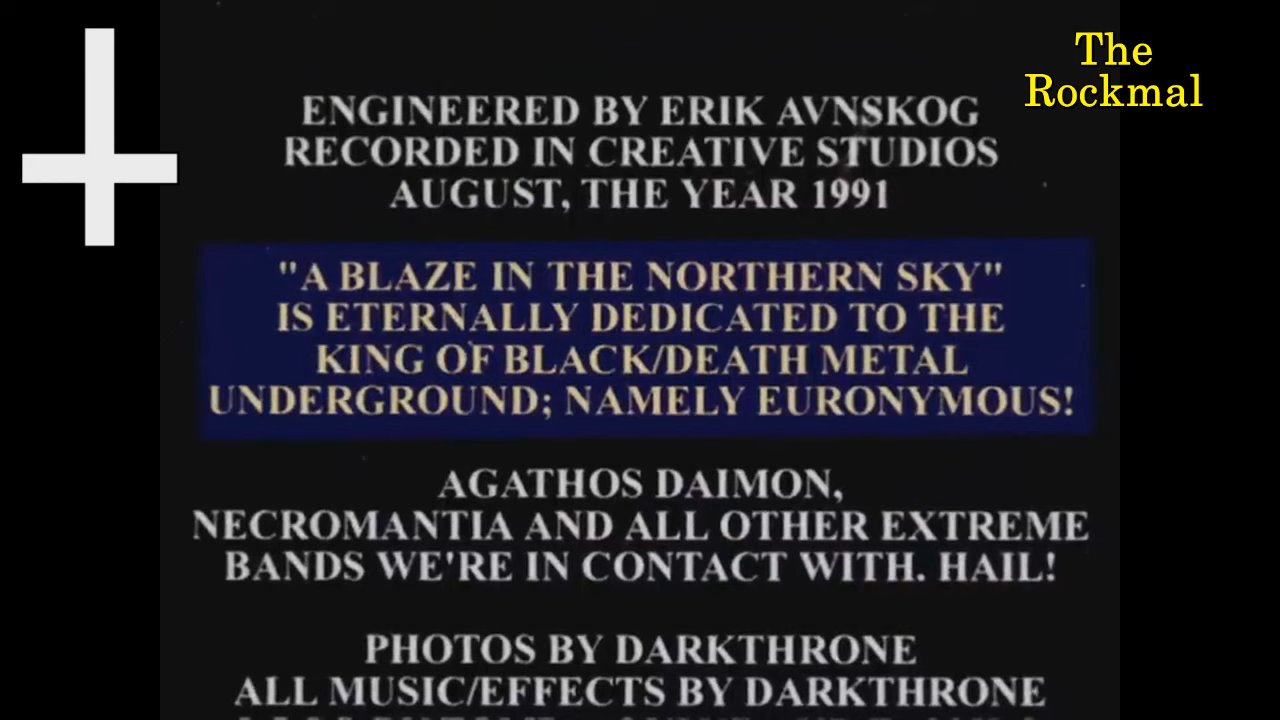 The
Rockmal
ENGINEERED BY ERIK AVNSKOG
RECORDED IN CREATIVE STUDIOS
AUGUST, THE YEAR 1991
"A BLAZE IN THE NORTHERN SKY"
IS ETERNALLY DEDICATED TO THE
KING OF BLACK/DEATH METAL
UNDERGROUND; NAMELY EURONYMOUS!
AGATHOS DAIMON,
NECROMANTIA AND ALL OTHER EXTREME
BANDS WE'RE IN CONTACT WITH. HAIL!
PHOTOS BY DARKTHRONE
ALL MUSIC/EFFECTS BY DARKTHRONE